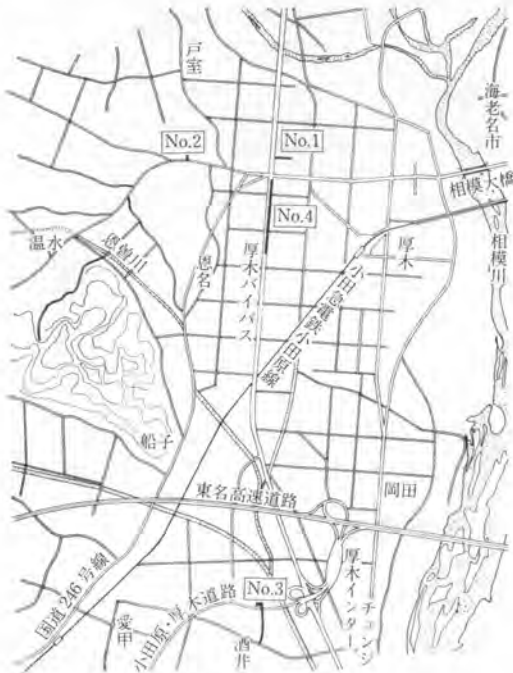 戸室
海老名市
No.1
No.2
相模大橋
No.4
厚木
相模川
温水
恩曽川
恩名
厚木バイパス
小田急電鉄小田原線
船子
東名高速道路
岡田
国道246号線
No.3
厚木インターチェンジ
愛甲
小田原・厚木道路
酒井